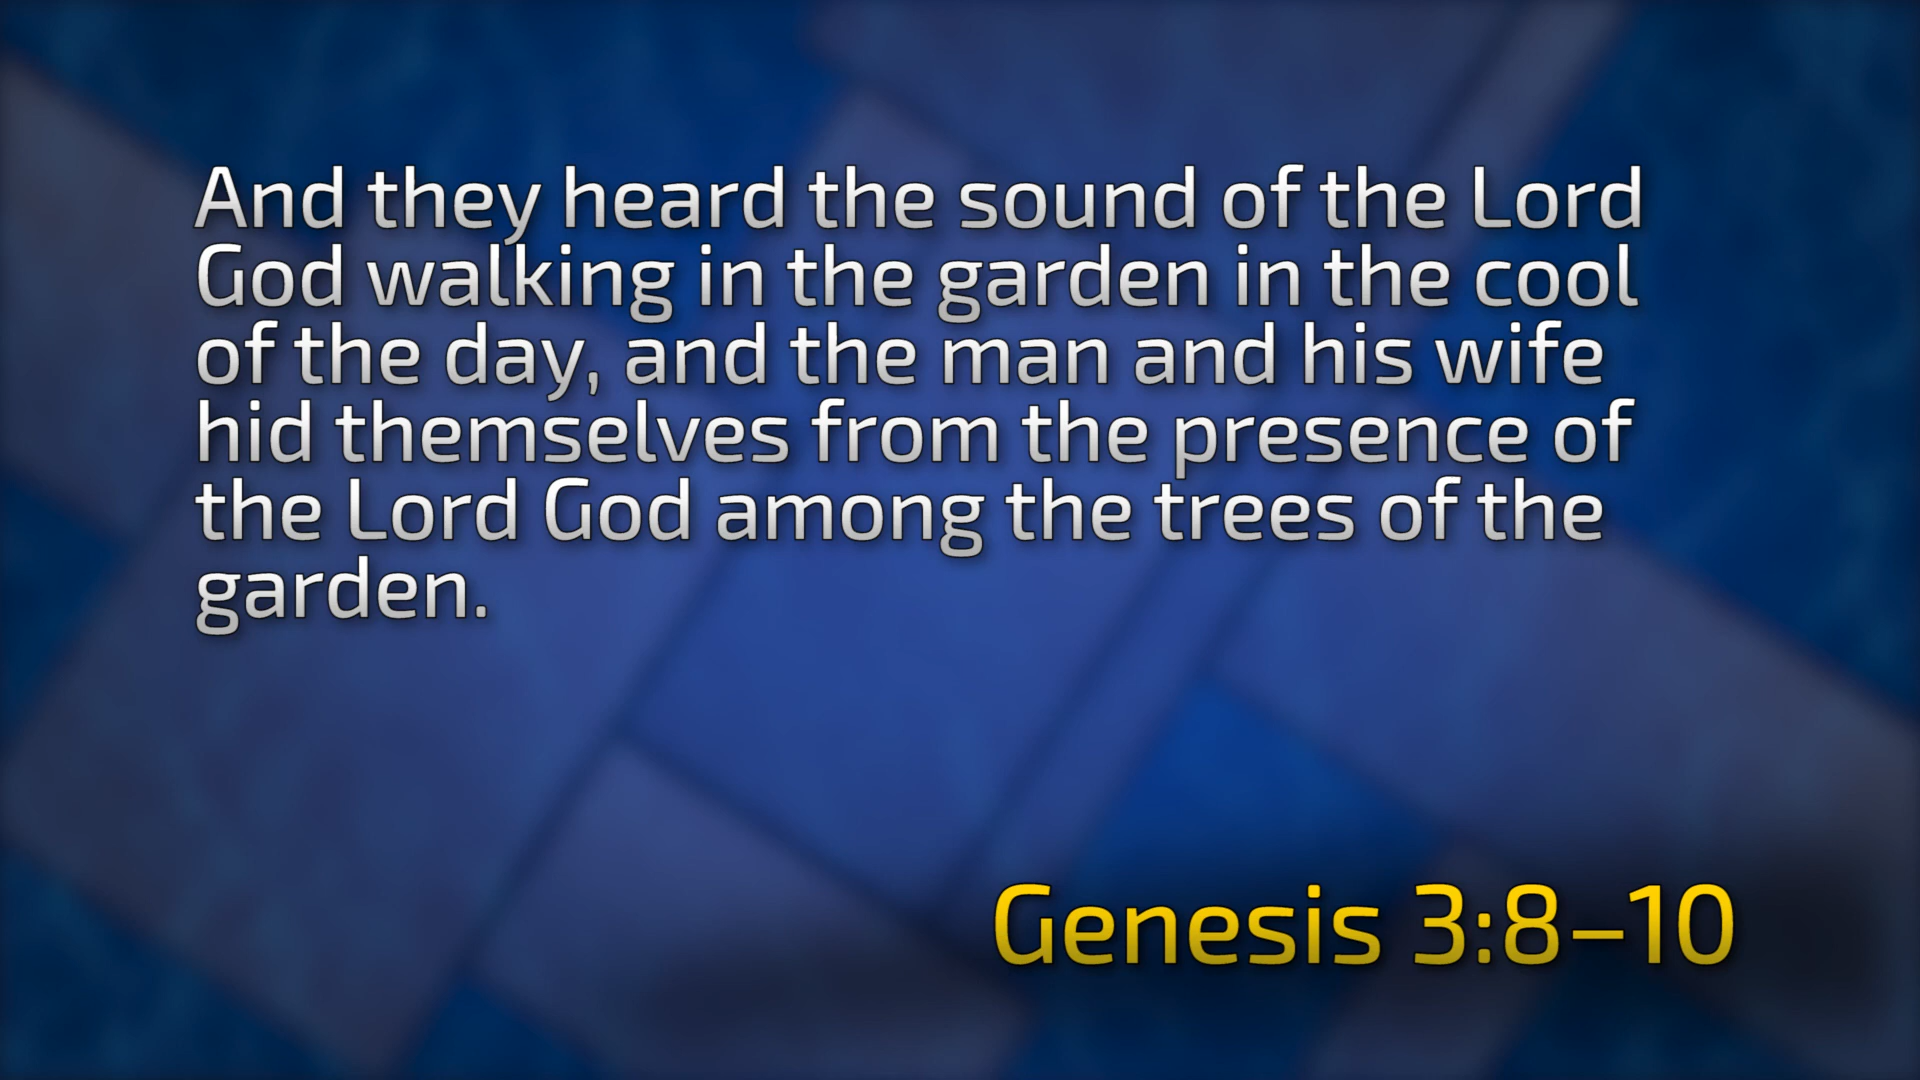 And they heard the sound of the Lord
God walking in the garden in the cool
of the day, and the man and his wife
hid themselves from the presence of
the Lord God among the trees of the
garden.
Genesis 3:8–10